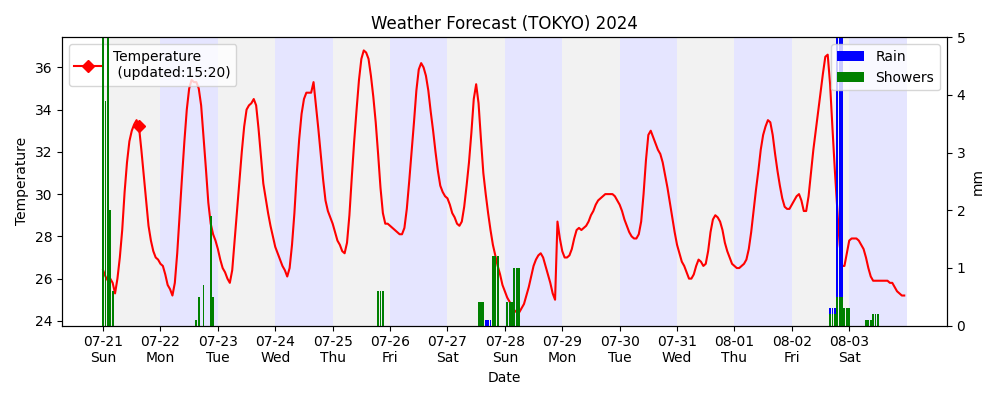 Weather Forecast (TOKYO) 2024
Temperature
(updated:15:20)
Rain
Showers
Temperature
36
34
32
30
28
26
24
5
4
3
2
1
0
mm
07-21 07-22 07-23 07-24 07-25 07-26 07-27 07-28 07-29 07-30 07-31 08-01 08-02 08-03
Sun Mon Tue Wed Thu Fri Sat Sun Mon Tue Wed Thu Fri Sat
Date